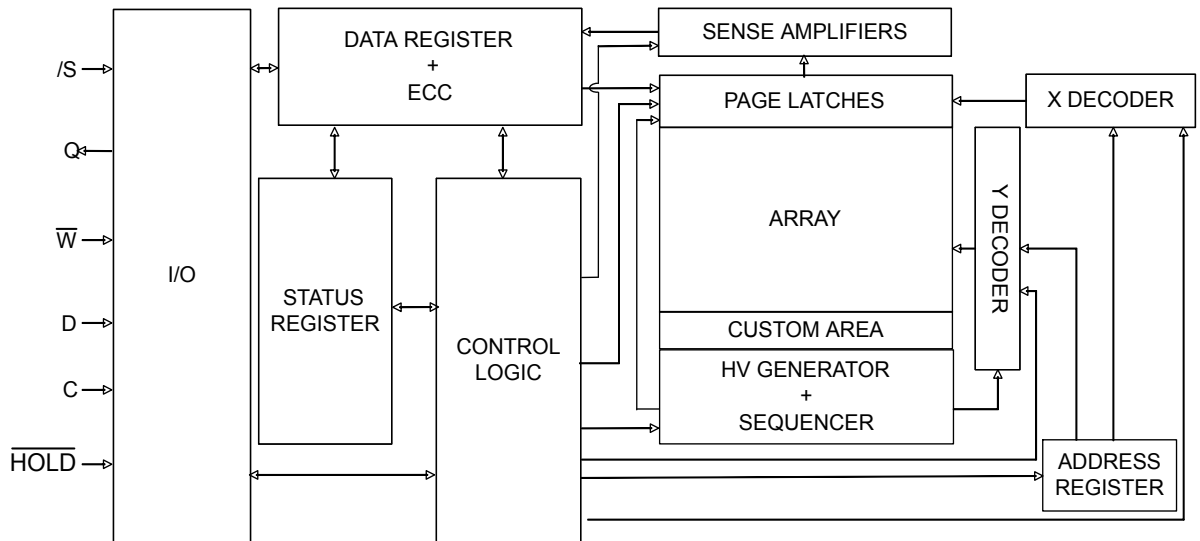 /S
Q
W
D
C
HOLD
I/O
DATA REGISTER
+
ECC
STATUS
REGISTER
CONTROL
LOGIC
SENSE AMPLIFIERS
PAGE LATCHES
ARRAY
CUSTOM AREA
HV GENERATOR
+
SEQUENCER
Y DECODER
X DECODER
ADDRESS
REGISTER